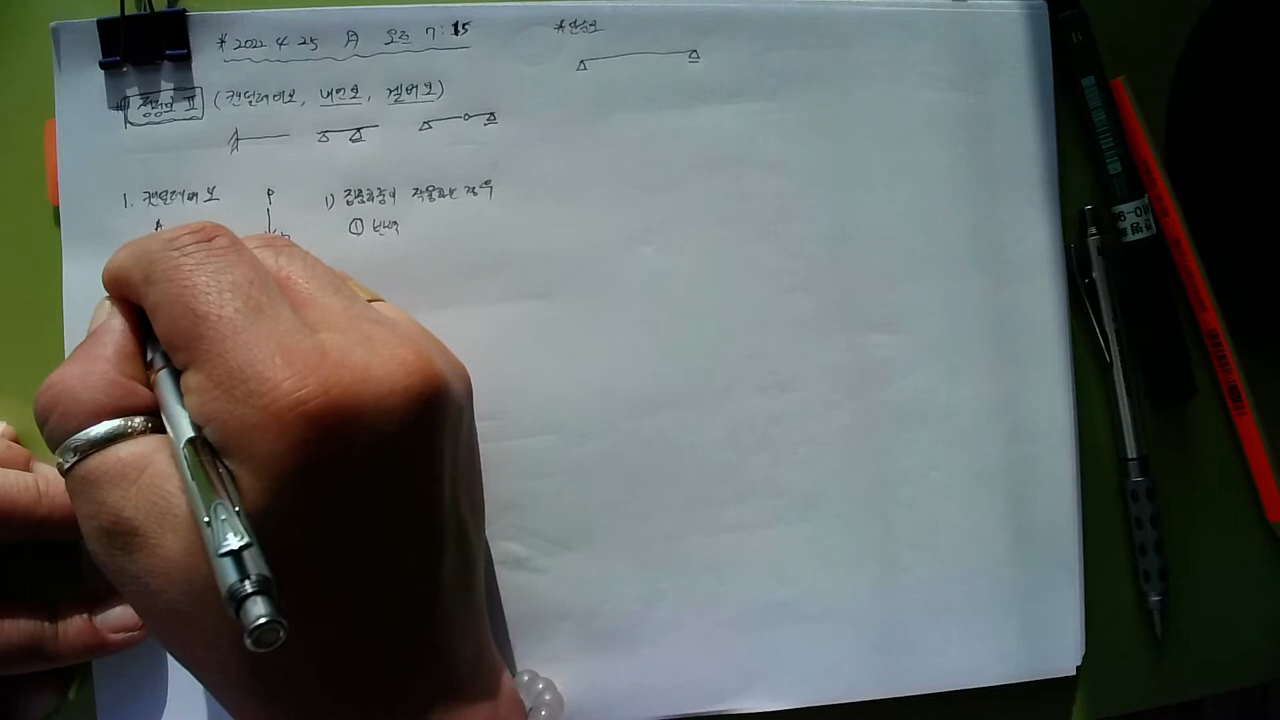 * 2022 4 25 月 오전 7:15
* 단순보
정정보 Ⅱ (캔틸레버보, 내민보, 겔버보)
1. 캔틸레버보
P
1) 집중하중이 작용하는 경우
A
① 반력